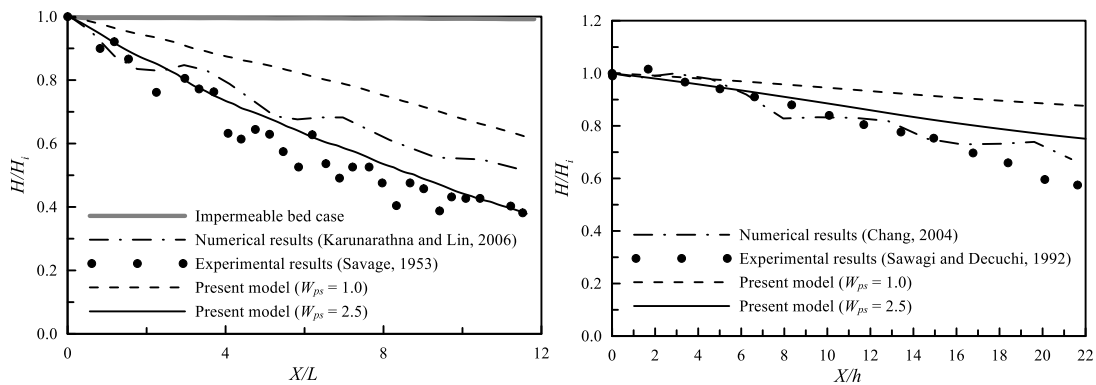 H/Hi
1.0
0.8
0.6
0.4
0.2
0.0
Impermeable bed case
Numerical results (Karunarathna and Lin, 2006)
Experimental results (Savage, 1953)
Present model (Wps = 1.0)
Present model (Wps = 2.5)
0 4 8 12
X/L
H/Hi
1.2
1.0
0.8
0.6
0.4
0.2
0.0
Numerical results (Chang, 2004)
Experimental results (Sawagi and Decuchi, 1992)
Present model (Wps = 1.0)
Present model (Wps = 2.5)
0 2 4 6 8 10 12 14 16 18 20 22
X/h